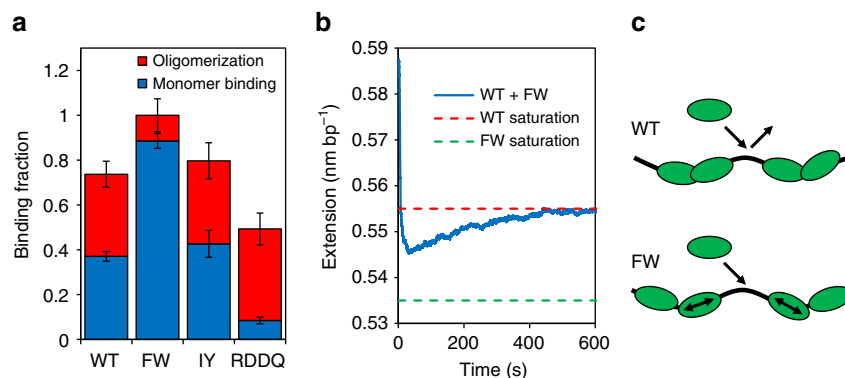 a
Binding fraction
1.2
1
0.8
0.6
0.4
0.2
0
Oligomerization
Monomer binding
WT FW IY RDDQ
b
Extension (nm bp⁻¹)
0.59
0.58
0.57
0.56
0.55
0.54
0.53
WT + FW
WT saturation
FW saturation
0 200 400 600
Time (s)
c
WT
FW